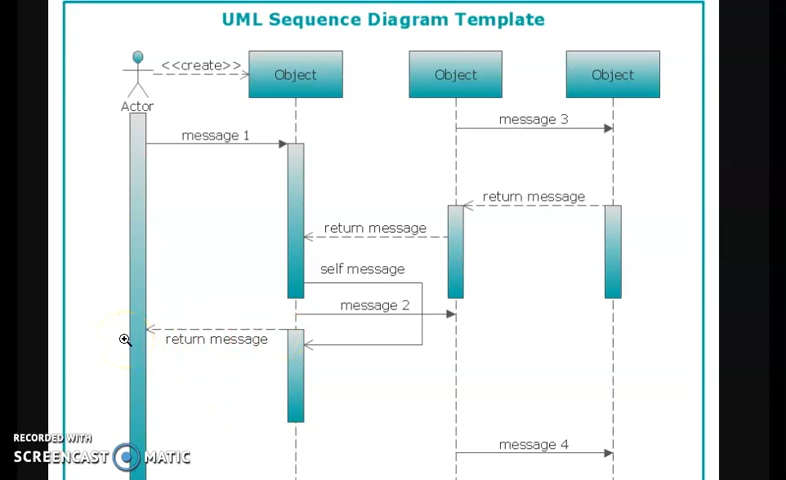 UML Sequence Diagram Template
<<create>>
Object
Object
Object
Actor
message 3
message 1
return message
return message
self message
message 2
return message
message 4
RECORDED WITH
SCREENCAST MATIC